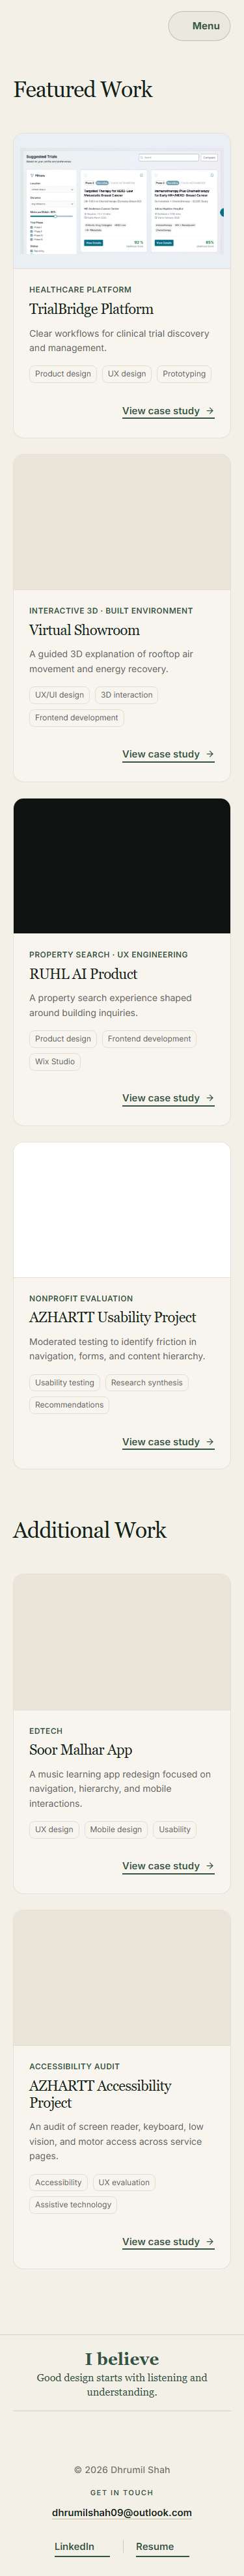 Menu
Featured Work
Suggested Trials
HEALTHCARE PLATFORM
TrialBridge Platform
Clear workflows for clinical trial discovery
and management.
Product design
UX design
Prototyping
View case study →
INTERACTIVE 3D · BUILT ENVIRONMENT
Virtual Showroom
A guided 3D explanation of rooftop air
movement and energy recovery.
UX/UI design
3D interaction
Frontend development
View case study →
PROPERTY SEARCH · UX ENGINEERING
RUHL AI Product
A property search experience shaped
around building inquiries.
Product design
Frontend development
Wix Studio
View case study →
NONPROFIT EVALUATION
AZHARTT Usability Project
Moderated testing to identify friction in
navigation, forms, and content hierarchy.
Usability testing
Research synthesis
Recommendations
View case study →
Additional Work
EDTECH
Soor Malhar App
A music learning app redesign focused on
navigation, hierarchy, and mobile
interactions.
UX design
Mobile design
Usability
View case study →
ACCESSIBILITY AUDIT
AZHARTT Accessibility
Project
An audit of screen reader, keyboard, low
vision, and motor access across service
pages.
Accessibility
UX evaluation
Assistive technology
View case study →
I believe
Good design starts with listening and
understanding.
© 2026 Dhrumil Shah
GET IN TOUCH
dhrumilshah09@outlook.com
LinkedIn
Resume